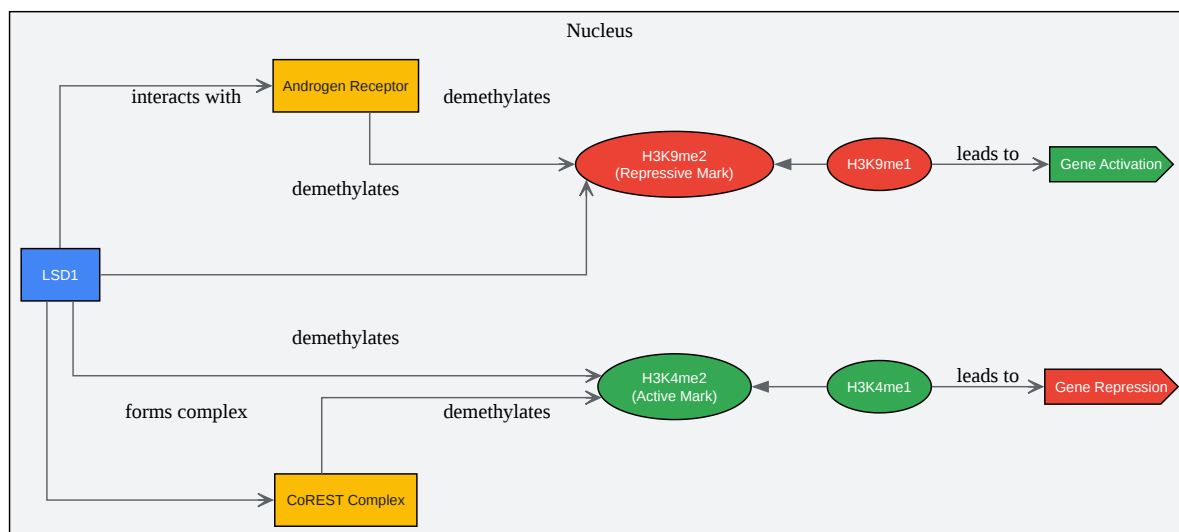 Nucleus
Androgen Receptor
interacts with
demethylates
H3K9me2
(Repressive Mark)
H3K9me1
leads to
Gene Activation
demethylates
LSD1
demethylates
H3K4me2
(Active Mark)
H3K4me1
leads to
Gene Repression
forms complex
demethylates
CoREST Complex